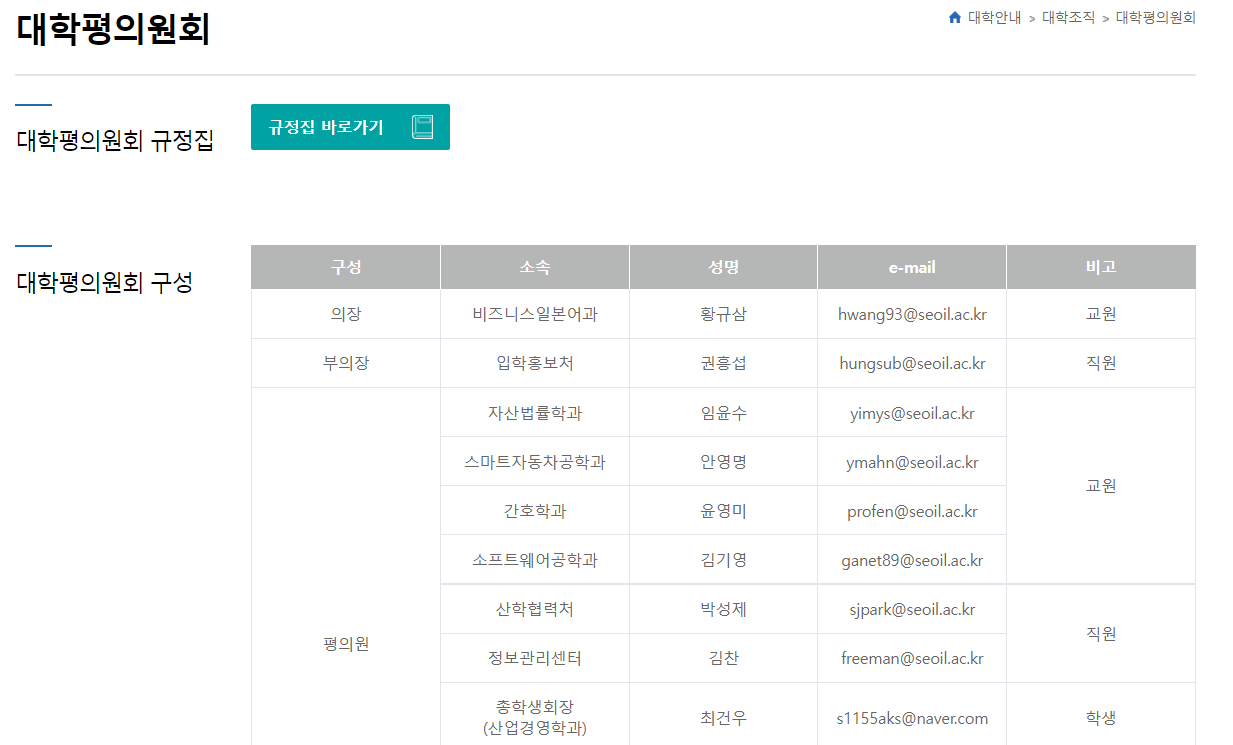 대학평의원회
대학안내 > 대학조직 > 대학평의원회
대학평의원회 규정집
규정집 바로가기
대학평의원회 구성
구성 소속 성명 e-mail 비고
의장 비즈니스일본어과 황규삼 hwang93@seoil.ac.kr 교원
부의장 입학홍보처 권흥섭 hungsub@seoil.ac.kr 직원
평의원
자산법률학과 임윤수 yimys@seoil.ac.kr
스마트자동차공학과 안영명 ymahn@seoil.ac.kr
교원
간호학과 윤영미 profen@seoil.ac.kr
소프트웨어공학과 김기영 ganet89@seoil.ac.kr
산학협력처 박성제 sjpark@seoil.ac.kr
직원
정보관리센터 김찬 freeman@seoil.ac.kr
총학생회장
(산업경영학과) 최건우 s1155aks@naver.com 학생